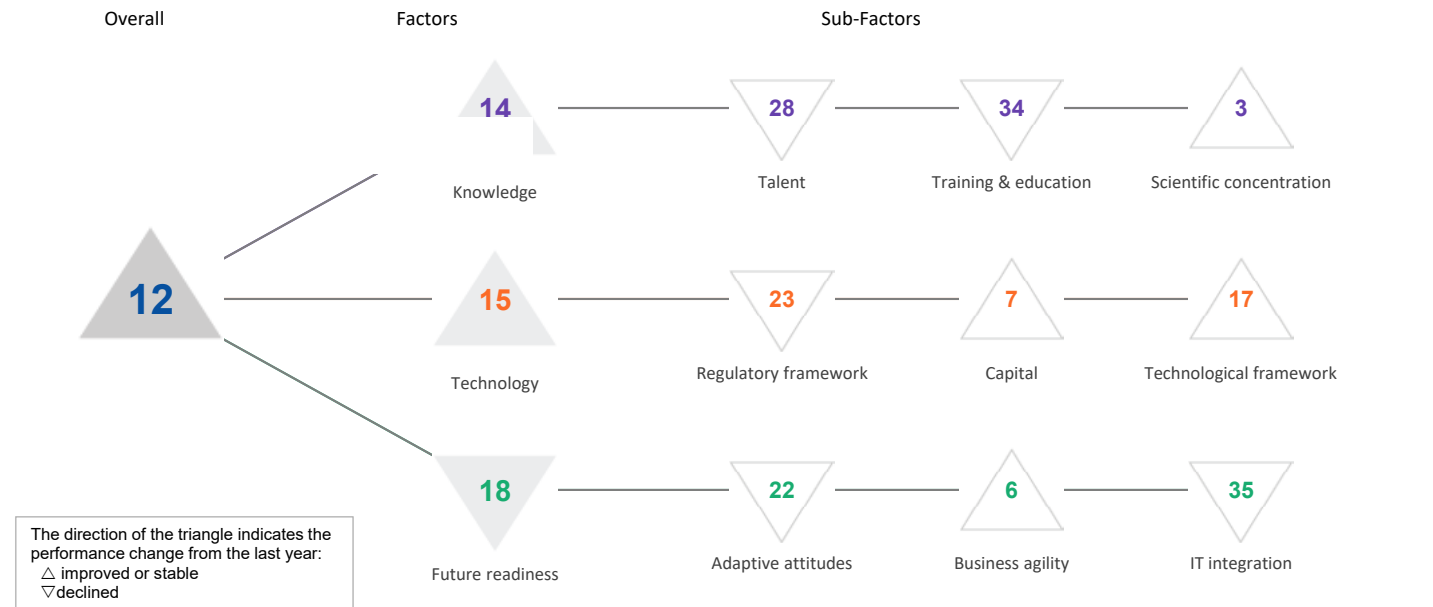 Overall
Factors
Sub-Factors
14
28
34
3
Knowledge
Talent
Training & education
Scientific concentration
12
15
23
7
17
Technology
Regulatory framework
Capital
Technological framework
18
22
6
35
Future readiness
Adaptive attitudes
Business agility
IT integration
The direction of the triangle indicates the
performance change from the last year:
△ improved or stable
▽declined